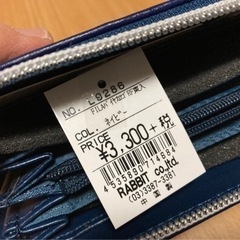 NO. L9266
COL. ネイビー
PRICE
¥3,300+税
4535890714684
RABBIT co.ltd.
(03)3387-3381
中国製